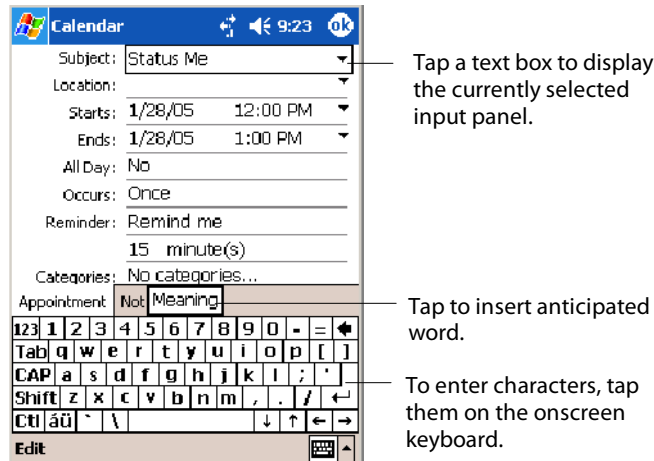 Calendar 9:23 ok
Subject: Status Me
Location:
Starts: 1/28/05 12:00 PM
Ends: 1:00 PM 1/28/05
All Day: No
Occurs: Once
Reminder: Remind me
15 minute(s)
Categories: No categories...
Appointment Not Meaning
123 1 2 3 4 5 6 7 8 9 0 - =
Tab q w e r t y u i o p [ ]
CAP a s d f g h j k l ; '
Shift z x c v b n m , . /
Ctl áü ` \
Edit
Tap a text box to display
the currently selected
input panel.
Tap to insert anticipated
word.
To enter characters, tap
them on the onscreen
keyboard.